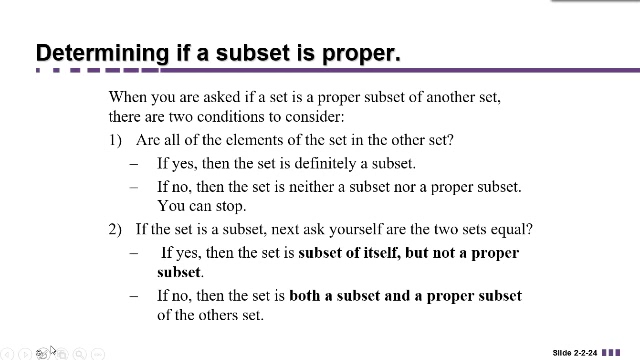 Determining if a subset is proper.
When you are asked if a set is a proper subset of another set,
there are two conditions to consider:
1) Are all of the elements of the set in the other set?
– If yes, then the set is definitely a subset.
– If no, then the set is neither a subset nor a proper subset.
You can stop.
2) If the set is a subset, next ask yourself are the two sets equal?
– If yes, then the set is subset of itself, but not a proper
subset.
– If no, then the set is both a subset and a proper subset
of the others set.
Slide 2-2-24